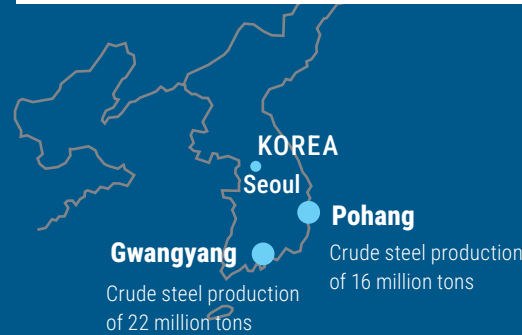 KOREA
Seoul
Pohang
Crude steel production
of 16 million tons
Gwangyang
Crude steel production
of 22 million tons